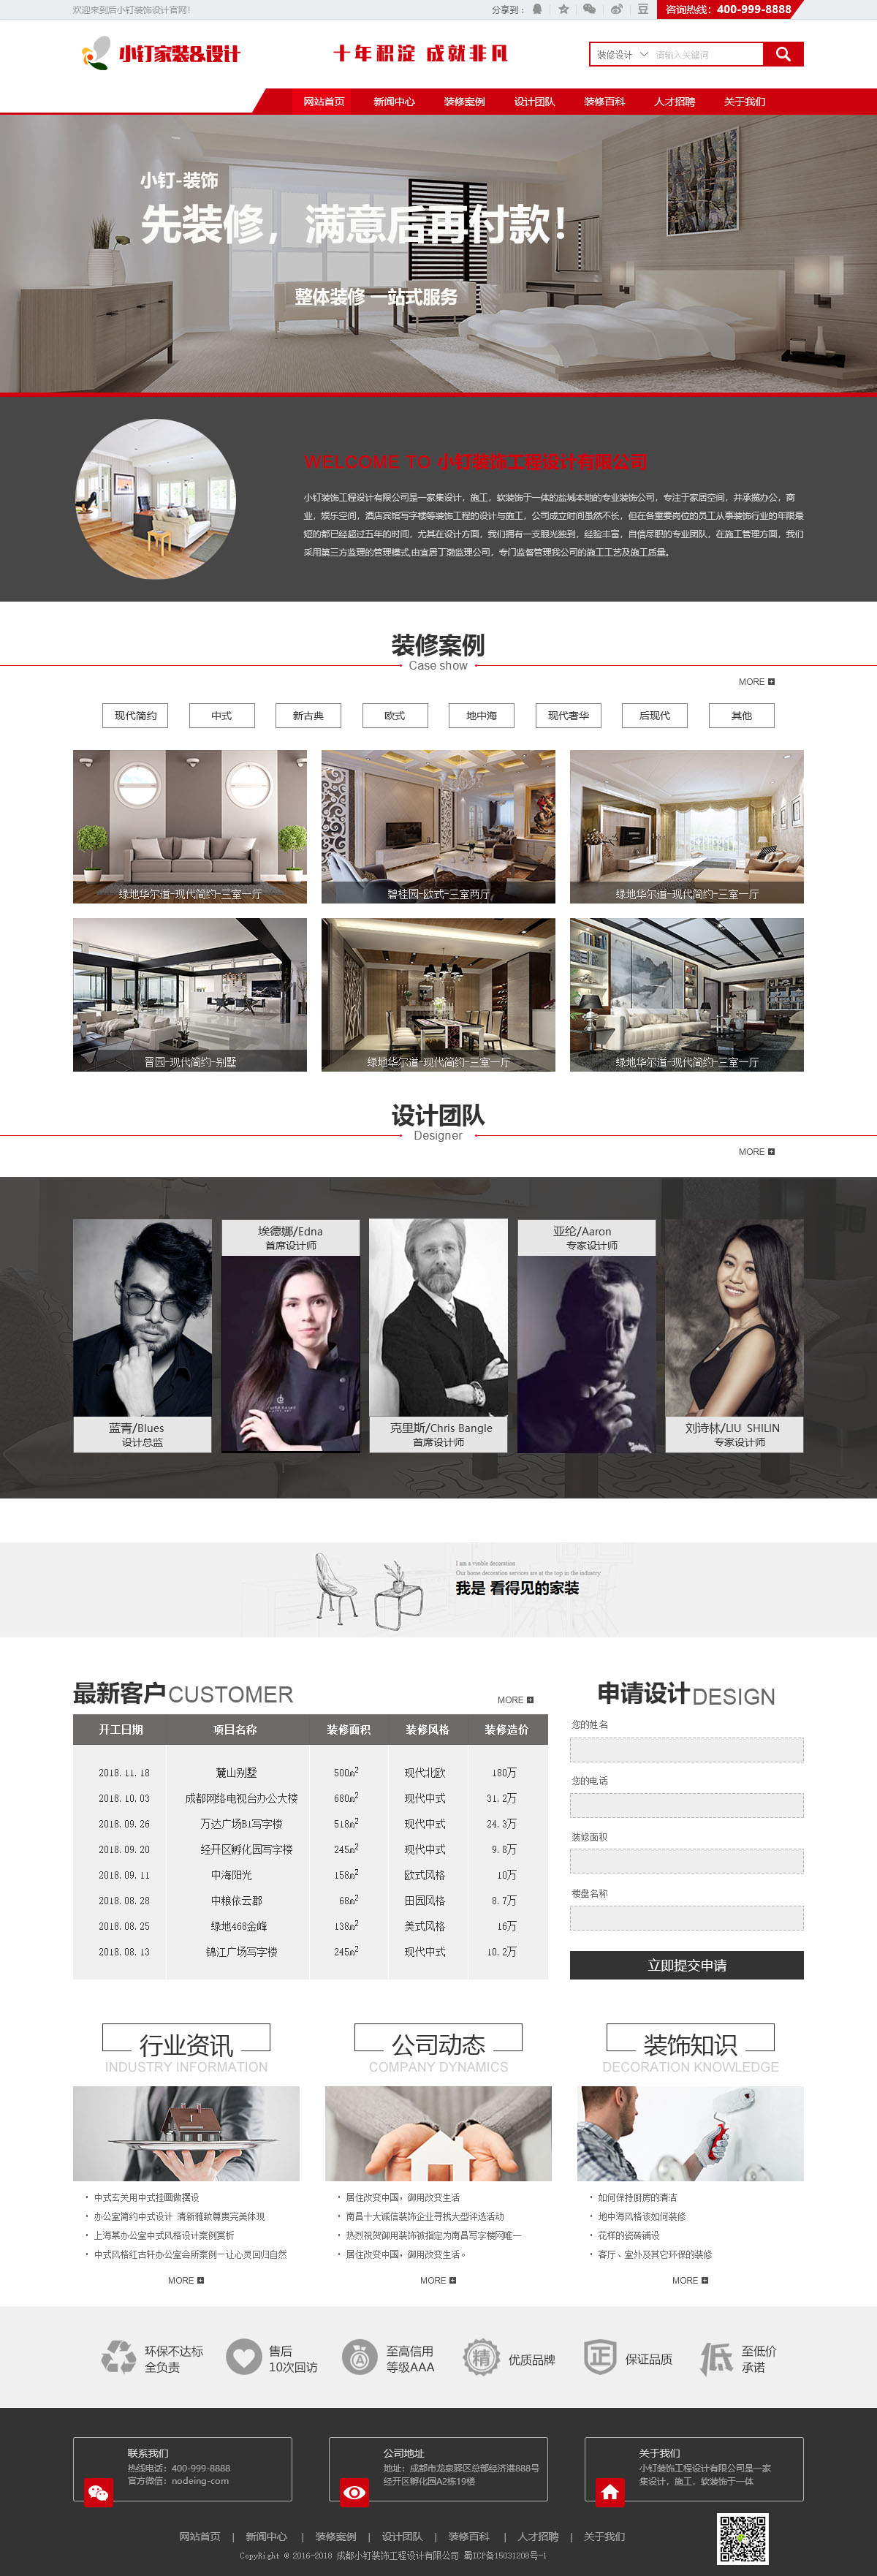 欢迎来到后小钉装饰设计官网！
分享到：
咨询热线：400-999-8888
小钉家装&设计
十年积淀 成就非凡
装修设计 请输入关键词
网站首页 新闻中心 装修案例 设计团队 装修百科 人才招聘 关于我们
小钉-装饰
先装修，满意后再付款！
整体装修 一站式服务
WELCOME TO 小钉装饰工程设计有限公司
小钉装饰工程设计有限公司是一家集设计，施工，软装饰于一体的盐城本地的专业装饰公司，专注于家居空间，并承揽办公，商
业，娱乐空间，酒店宾馆写字楼等装饰工程的设计与施工，公司成立时间虽然不长，但在各重要岗位的员工从事装饰行业的年限最
短的都已经超过五年的时间，尤其在设计方面，我们拥有一支眼光独到，经验丰富，自信尽职的专业团队，在施工管理方面，我们
采用第三方监理的管理模式,由宜居丁渤监理公司，专门监督管理我公司的施工工艺及施工质量。
装修案例
Case show
MORE
现代简约 中式 新古典 欧式 地中海 现代奢华 后现代 其他
绿地华尔道-现代简约-三室一厅
碧桂园-欧式-三室两厅
绿地华尔道-现代简约-三室一厅
晋园-现代简约-别墅
绿地华尔道-现代简约-三室一厅
绿地华尔道-现代简约-三室一厅
设计团队
Designer
MORE
埃德娜/Edna
首席设计师
亚纶/Aaron
专家设计师
蓝青/Blues
设计总监
克里斯/Chris Bangle
首席设计师
刘诗林/LIU SHILIN
专家设计师
I am a visible decoration
Our home decoration services are at the top in the industry
我是 看得见的家装
最新客户 CUSTOMER
MORE
开工日期 项目名称 装修面积 装修风格 装修造价
2018.11.18 麓山别墅 500m² 现代北欧 180万
2018.10.03 成都网络电视台办公大楼 680m² 现代中式 31.2万
2018.09.26 万达广场B1写字楼 518m² 现代中式 24.3万
2018.09.20 经开区孵化园写字楼 245m² 现代中式 9.8万
2018.09.11 中海阳光 158m² 欧式风格 10万
2018.08.28 中粮依云郡 68m² 田园风格 8.7万
2018.08.25 绿地468金峰 138m² 美式风格 16万
2018.08.13 锦江广场写字楼 245m² 现代中式 10.2万
申请设计 DESIGN
您的姓名
您的电话
装修面积
楼盘名称
立即提交申请
行业资讯
INDUSTRY INFORMATION
· 中式玄关用中式挂画做摆设
· 办公室简约中式设计 清新雅致尊贵完美体现
· 上海某办公室中式风格设计案例赏析
· 中式风格红古轩办公室会所案例－让心灵回归自然
MORE
公司动态
COMPANY DYNAMICS
· 居住改变中国，御用改变生活
· 南昌十大诚信装饰企业寻找大型评选活动
· 热烈祝贺御用装饰被指定为南昌写字楼网唯一
· 居住改变中国，御用改变生活。
MORE
装饰知识
DECORATION KNOWLEDGE
· 如何保持厨房的清洁
· 地中海风格该如何装修
· 花样的瓷砖铺设
· 客厅、室外及其它环保的装修
MORE
环保不达标
全负责
售后
10次回访
至高信用
等级AAA
精
优质品牌
正
保证品质
低
至低价
承诺
联系我们
热线电话：400-999-8888
官方微信：nodeing-com
公司地址
地址：成都市龙泉驿区总部经济港888号
经开区孵化园A2栋19楼
关于我们
小钉装饰工程设计有限公司是一家
集设计，施工，软装饰于一体
网站首页 | 新闻中心 | 装修案例 | 设计团队 | 装修百科 | 人才招聘 | 关于我们
CopyRight @ 2016-2018 成都小钉装饰工程设计有限公司 蜀ICP备15031208号-1